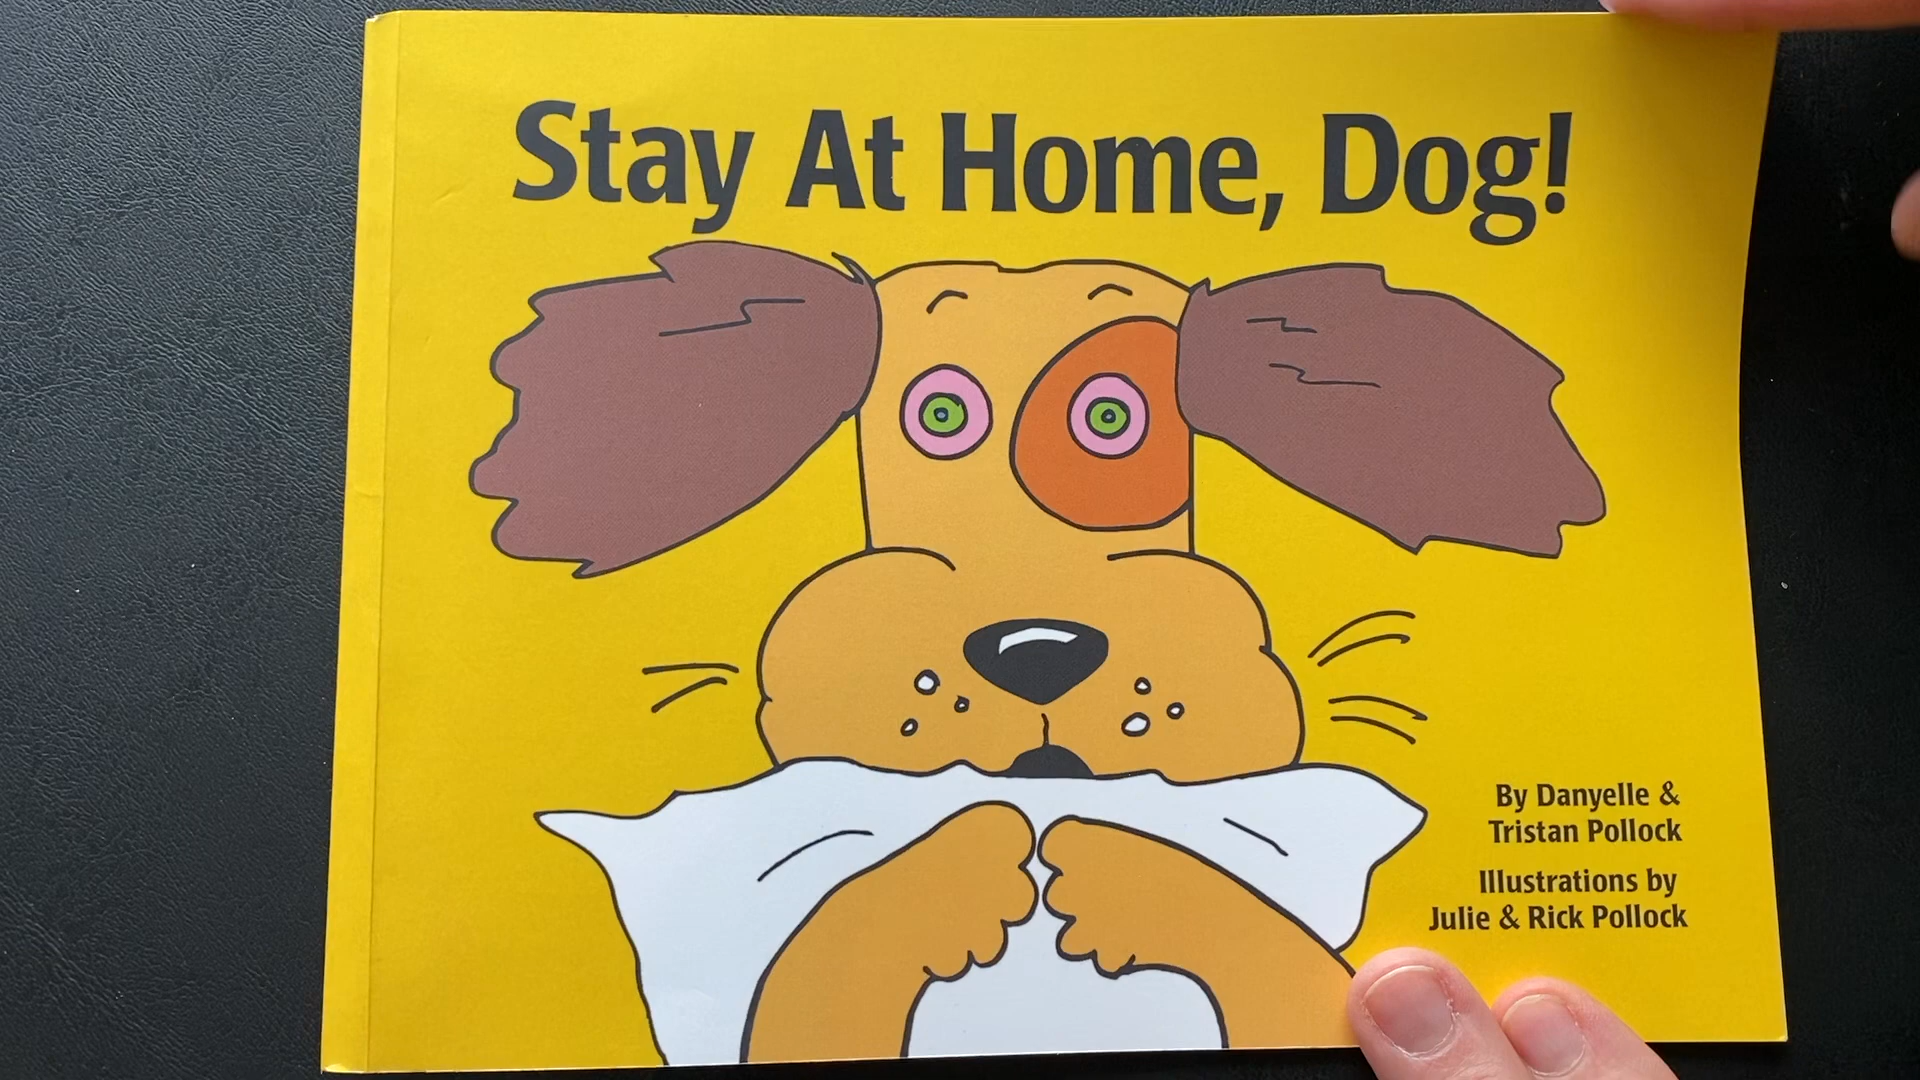 Stay At Home, Dog!
By Danyelle &
Tristan Pollock
Illustrations by
Julie & Rick Pollock